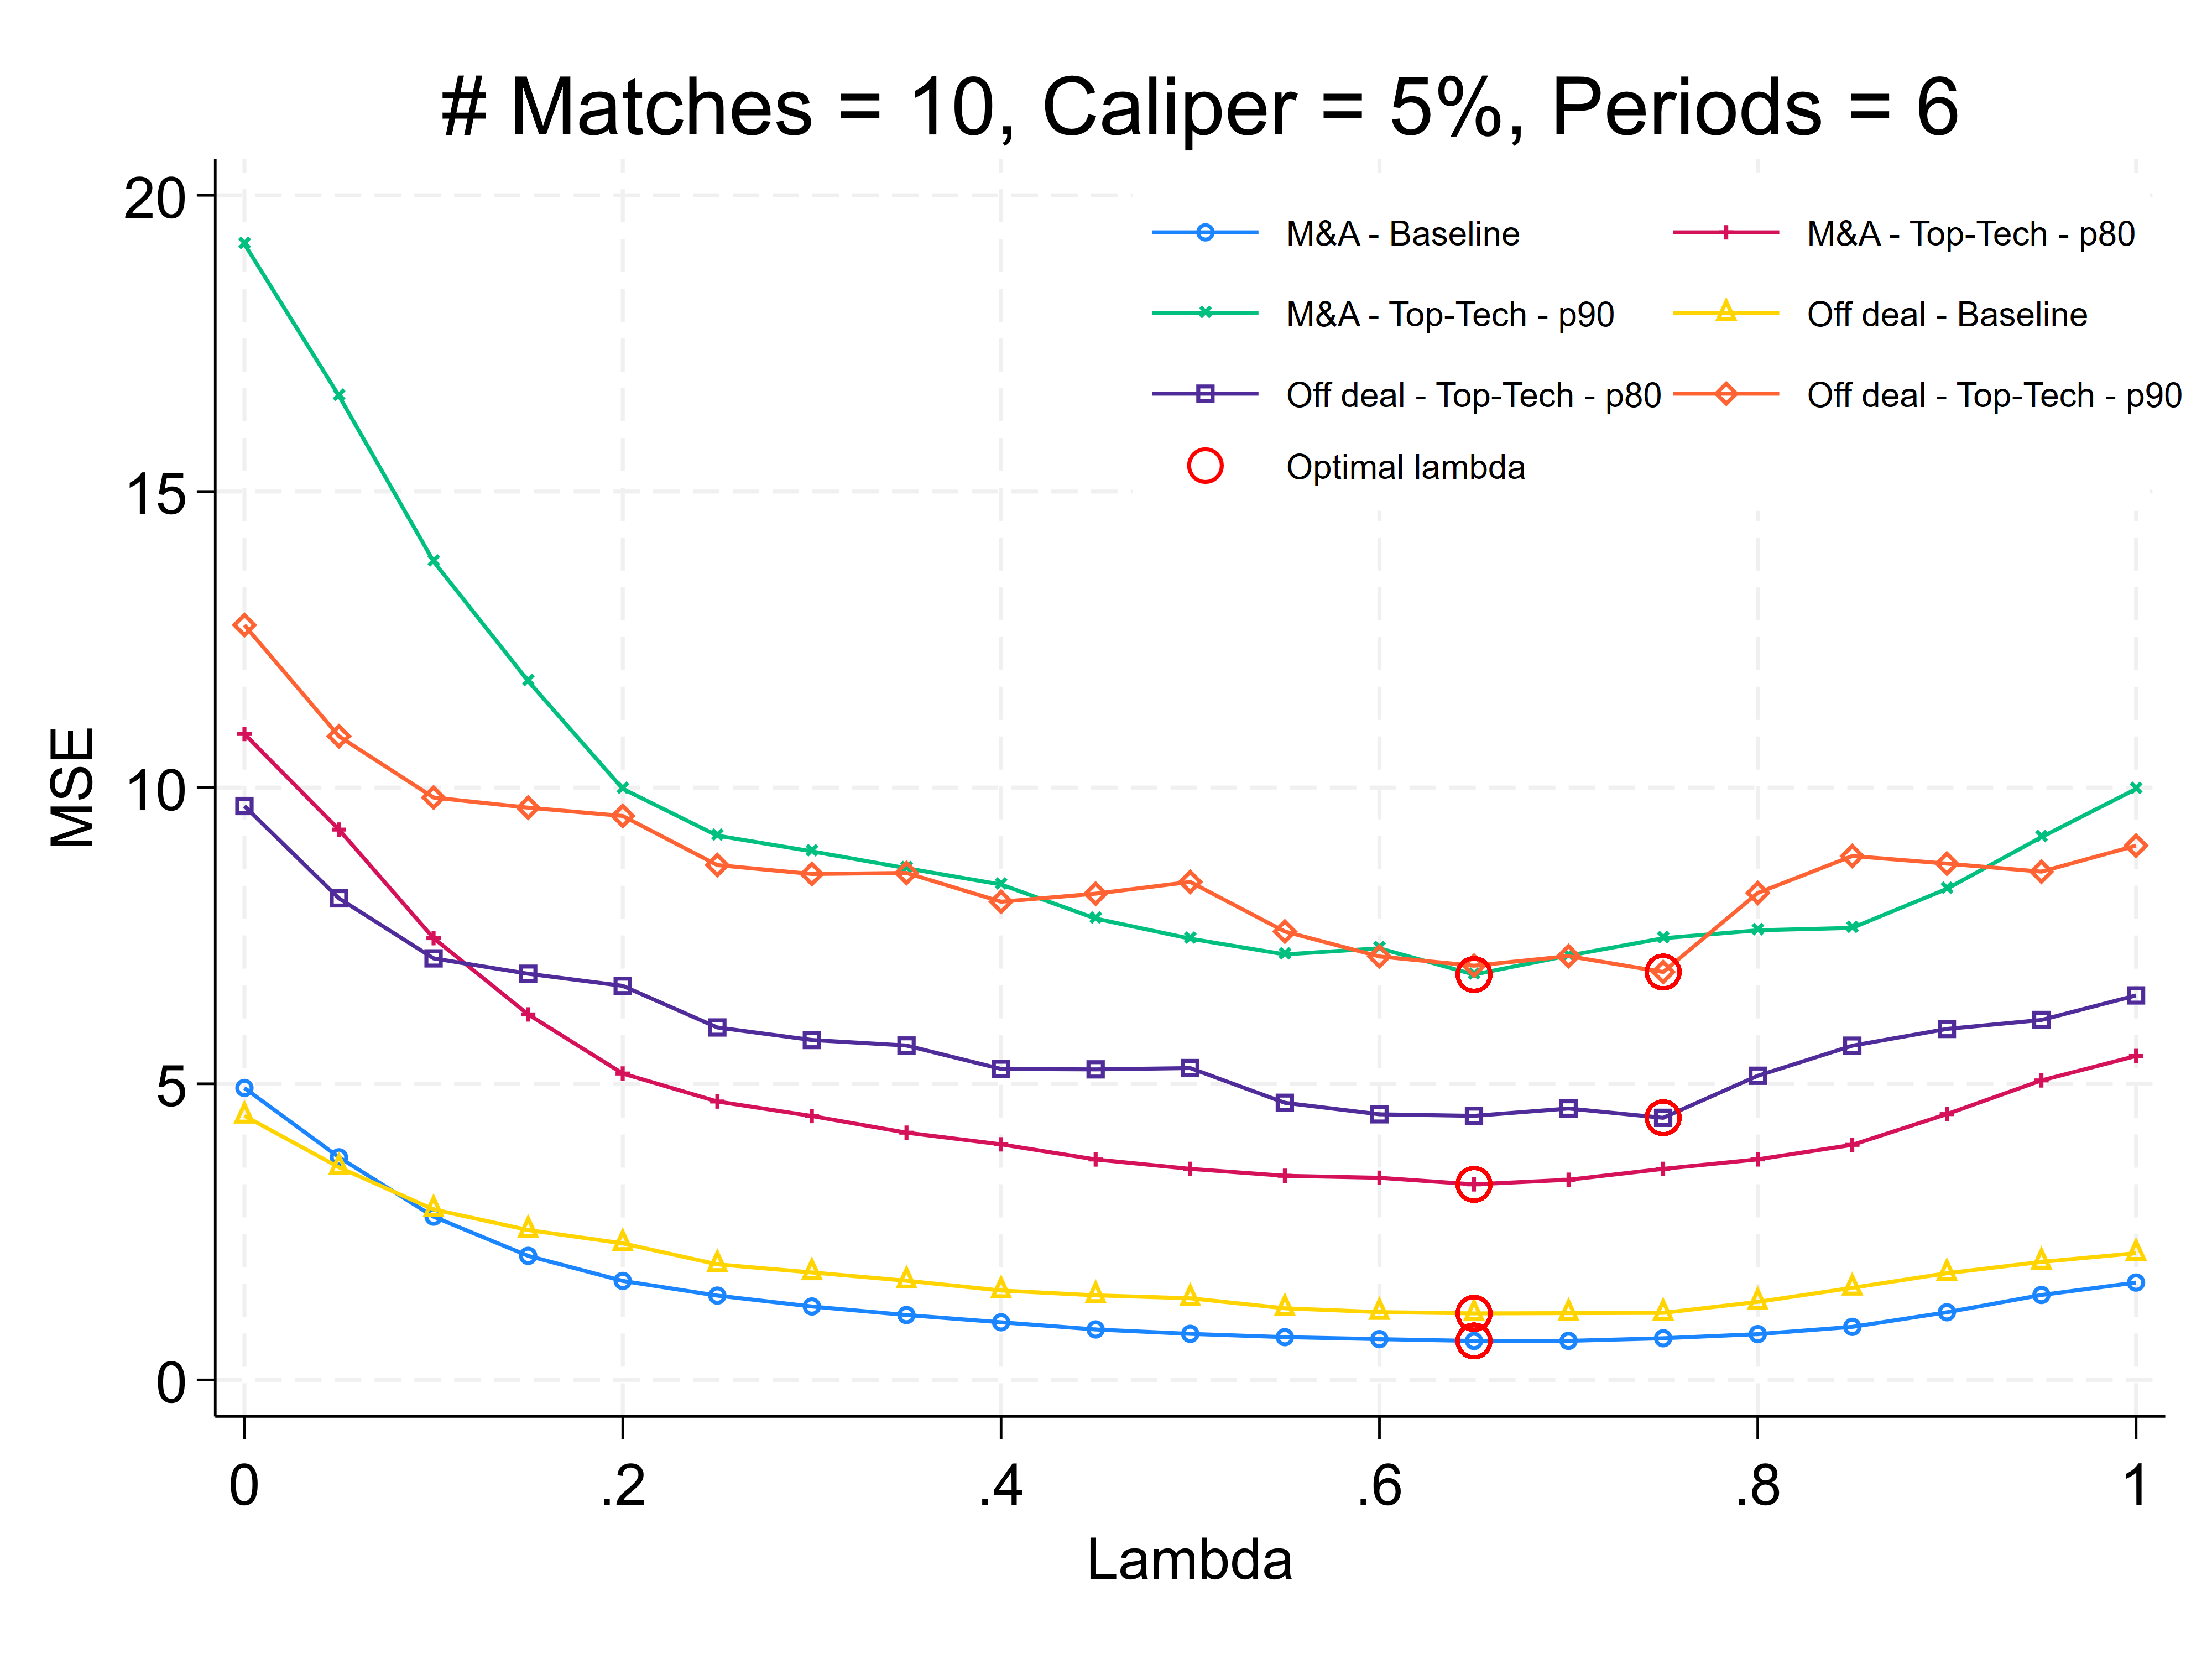 # Matches = 10, Caliper = 5%, Periods = 6
M&A - Baseline
M&A - Top-Tech - p80
M&A - Top-Tech - p90
Off deal - Baseline
Off deal - Top-Tech - p80
Off deal - Top-Tech - p90
Optimal lambda
MSE
20
15
10
5
0
0 .2 .4 .6 .8 1
Lambda